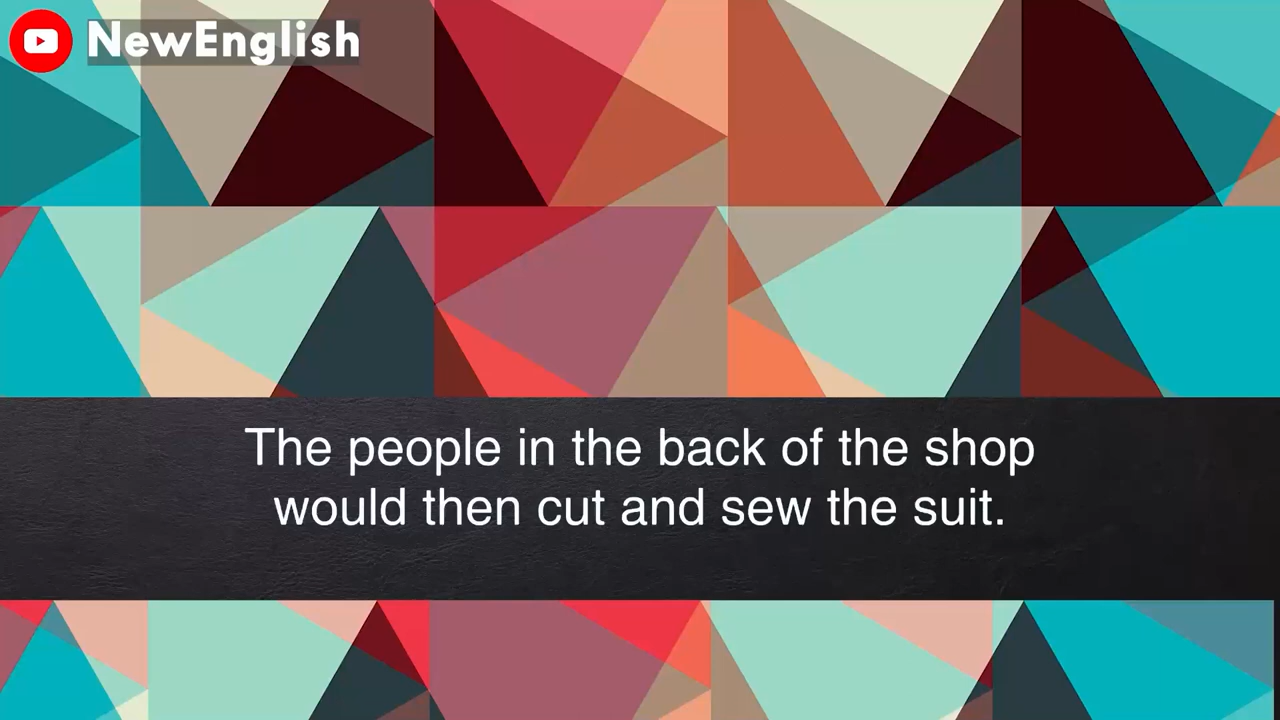 NewEnglish
The people in the back of the shop
would then cut and sew the suit.